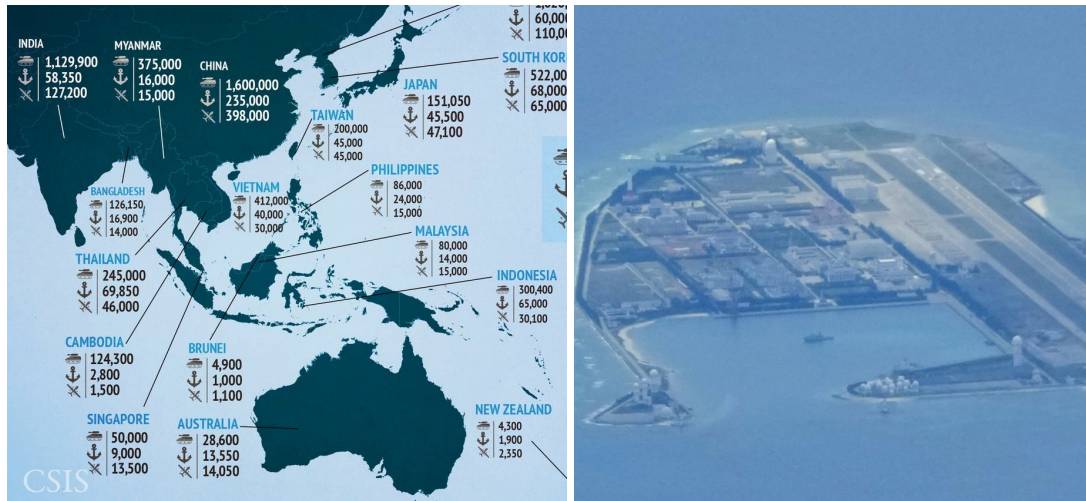 INDIA
1,129,900
58,350
127,200
MYANMAR
375,000
16,000
15,000
CHINA
1,600,000
235,000
398,000
60,000
110,00
SOUTH KOR
522,00
68,000
65,000
JAPAN
151,050
45,500
47,100
TAIWAN
200,000
45,000
45,000
PHILIPPINES
86,000
24,000
15,000
BANGLADESH
126,150
16,900
14,000
VIETNAM
412,000
40,000
30,000
MALAYSIA
80,000
14,000
15,000
THAILAND
245,000
69,850
46,000
INDONESIA
300,400
65,000
30,100
CAMBODIA
124,300
2,800
1,500
BRUNEI
4,900
1,000
1,100
SINGAPORE
50,000
9,000
13,500
AUSTRALIA
28,600
13,550
14,050
NEW ZEALAND
4,300
1,900
2,350
CSIS